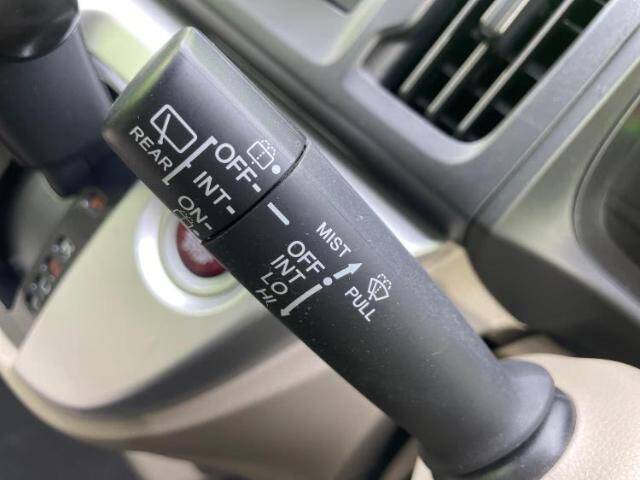 REAR
OFF-
INT-
ON-
MIST
OFF
INT
LO
HI
PULL